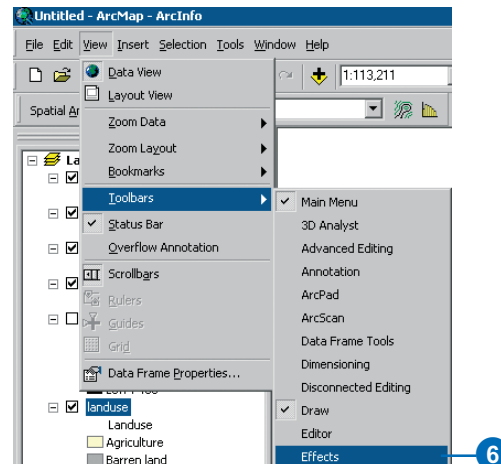 Untitled - ArcMap - ArcInfo
File Edit View Insert Selection Tools Window Help
1:113,211
Spatial An
Data View
Layout View
Zoom Data
Zoom Layout
Bookmarks
Toolbars
Status Bar
Overflow Annotation
Scrollbars
Rulers
Guides
Grid
Data Frame Properties...
Main Menu
3D Analyst
Advanced Editing
Annotation
ArcPad
ArcScan
Data Frame Tools
Dimensioning
Disconnected Editing
Draw
Editor
Effects
6
La
landuse
Landuse
Agriculture
Barren land